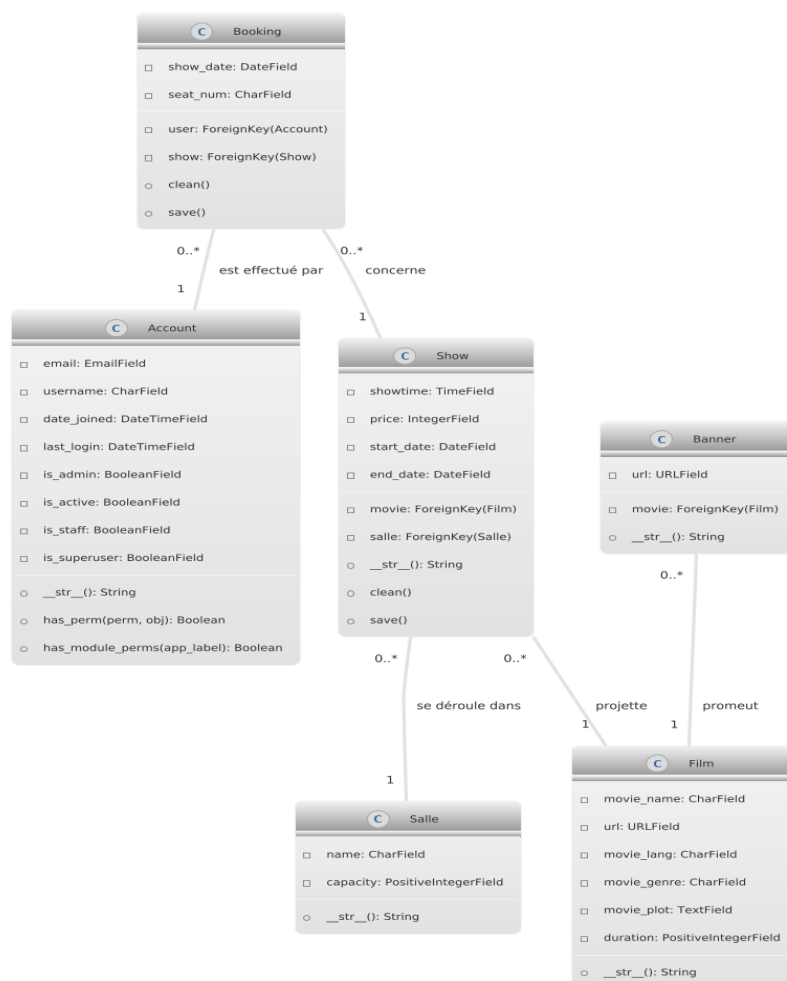 C Booking
show_date: DateField
seat_num: CharField
user: ForeignKey(Account)
show: ForeignKey(Show)
clean()
save()
0..*
0..*
est effectué par
concerne
1
1
C Account
email: EmailField
username: CharField
date_joined: DateTimeField
last_login: DateTimeField
is_admin: BooleanField
is_active: BooleanField
is_staff: BooleanField
is_superuser: BooleanField
__str__(): String
has_perm(perm, obj): Boolean
has_module_perms(app_label): Boolean
C Show
showtime: TimeField
price: IntegerField
start_date: DateField
end_date: DateField
movie: ForeignKey(Film)
salle: ForeignKey(Salle)
__str__(): String
clean()
save()
C Banner
url: URLField
movie: ForeignKey(Film)
__str__(): String
0..*
0..*
0..*
se déroule dans
projette
promeut
1
1
1
C Salle
name: CharField
capacity: PositiveIntegerField
__str__(): String
C Film
movie_name: CharField
url: URLField
movie_lang: CharField
movie_genre: CharField
movie_plot: TextField
duration: PositiveIntegerField
__str__(): String